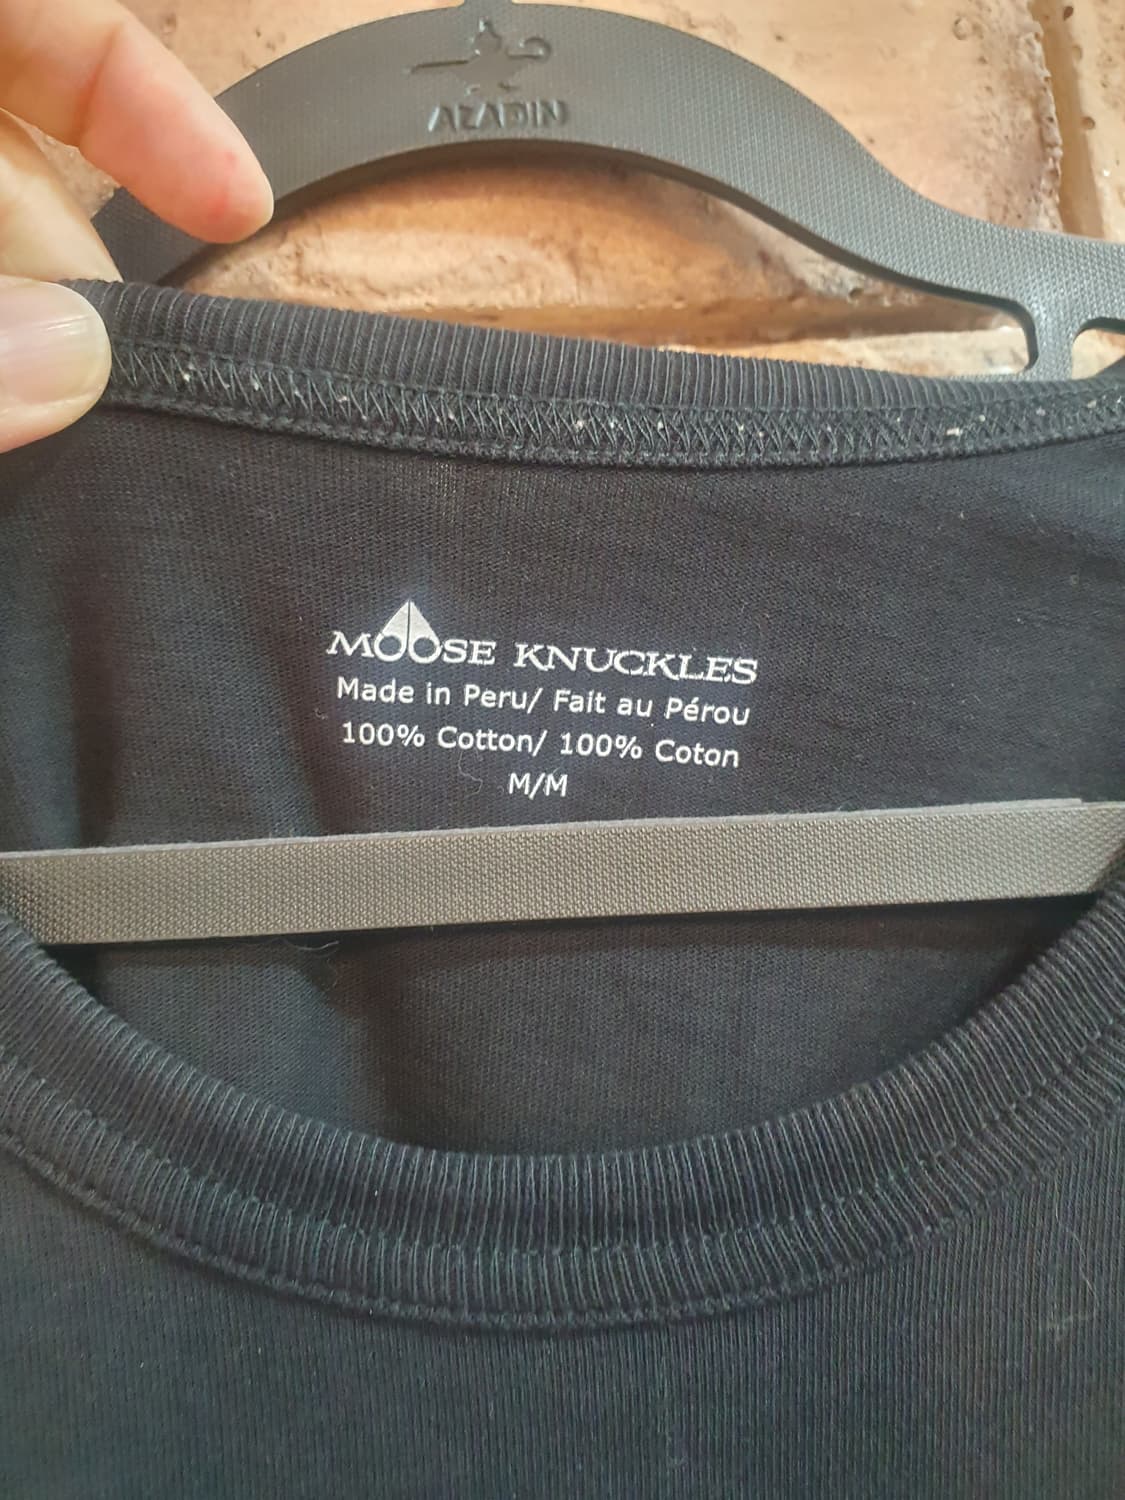 ALADIN
MOOSE KNUCKLES
Made in Peru/ Fait au Pérou
100% Cotton/ 100% Coton
M/M